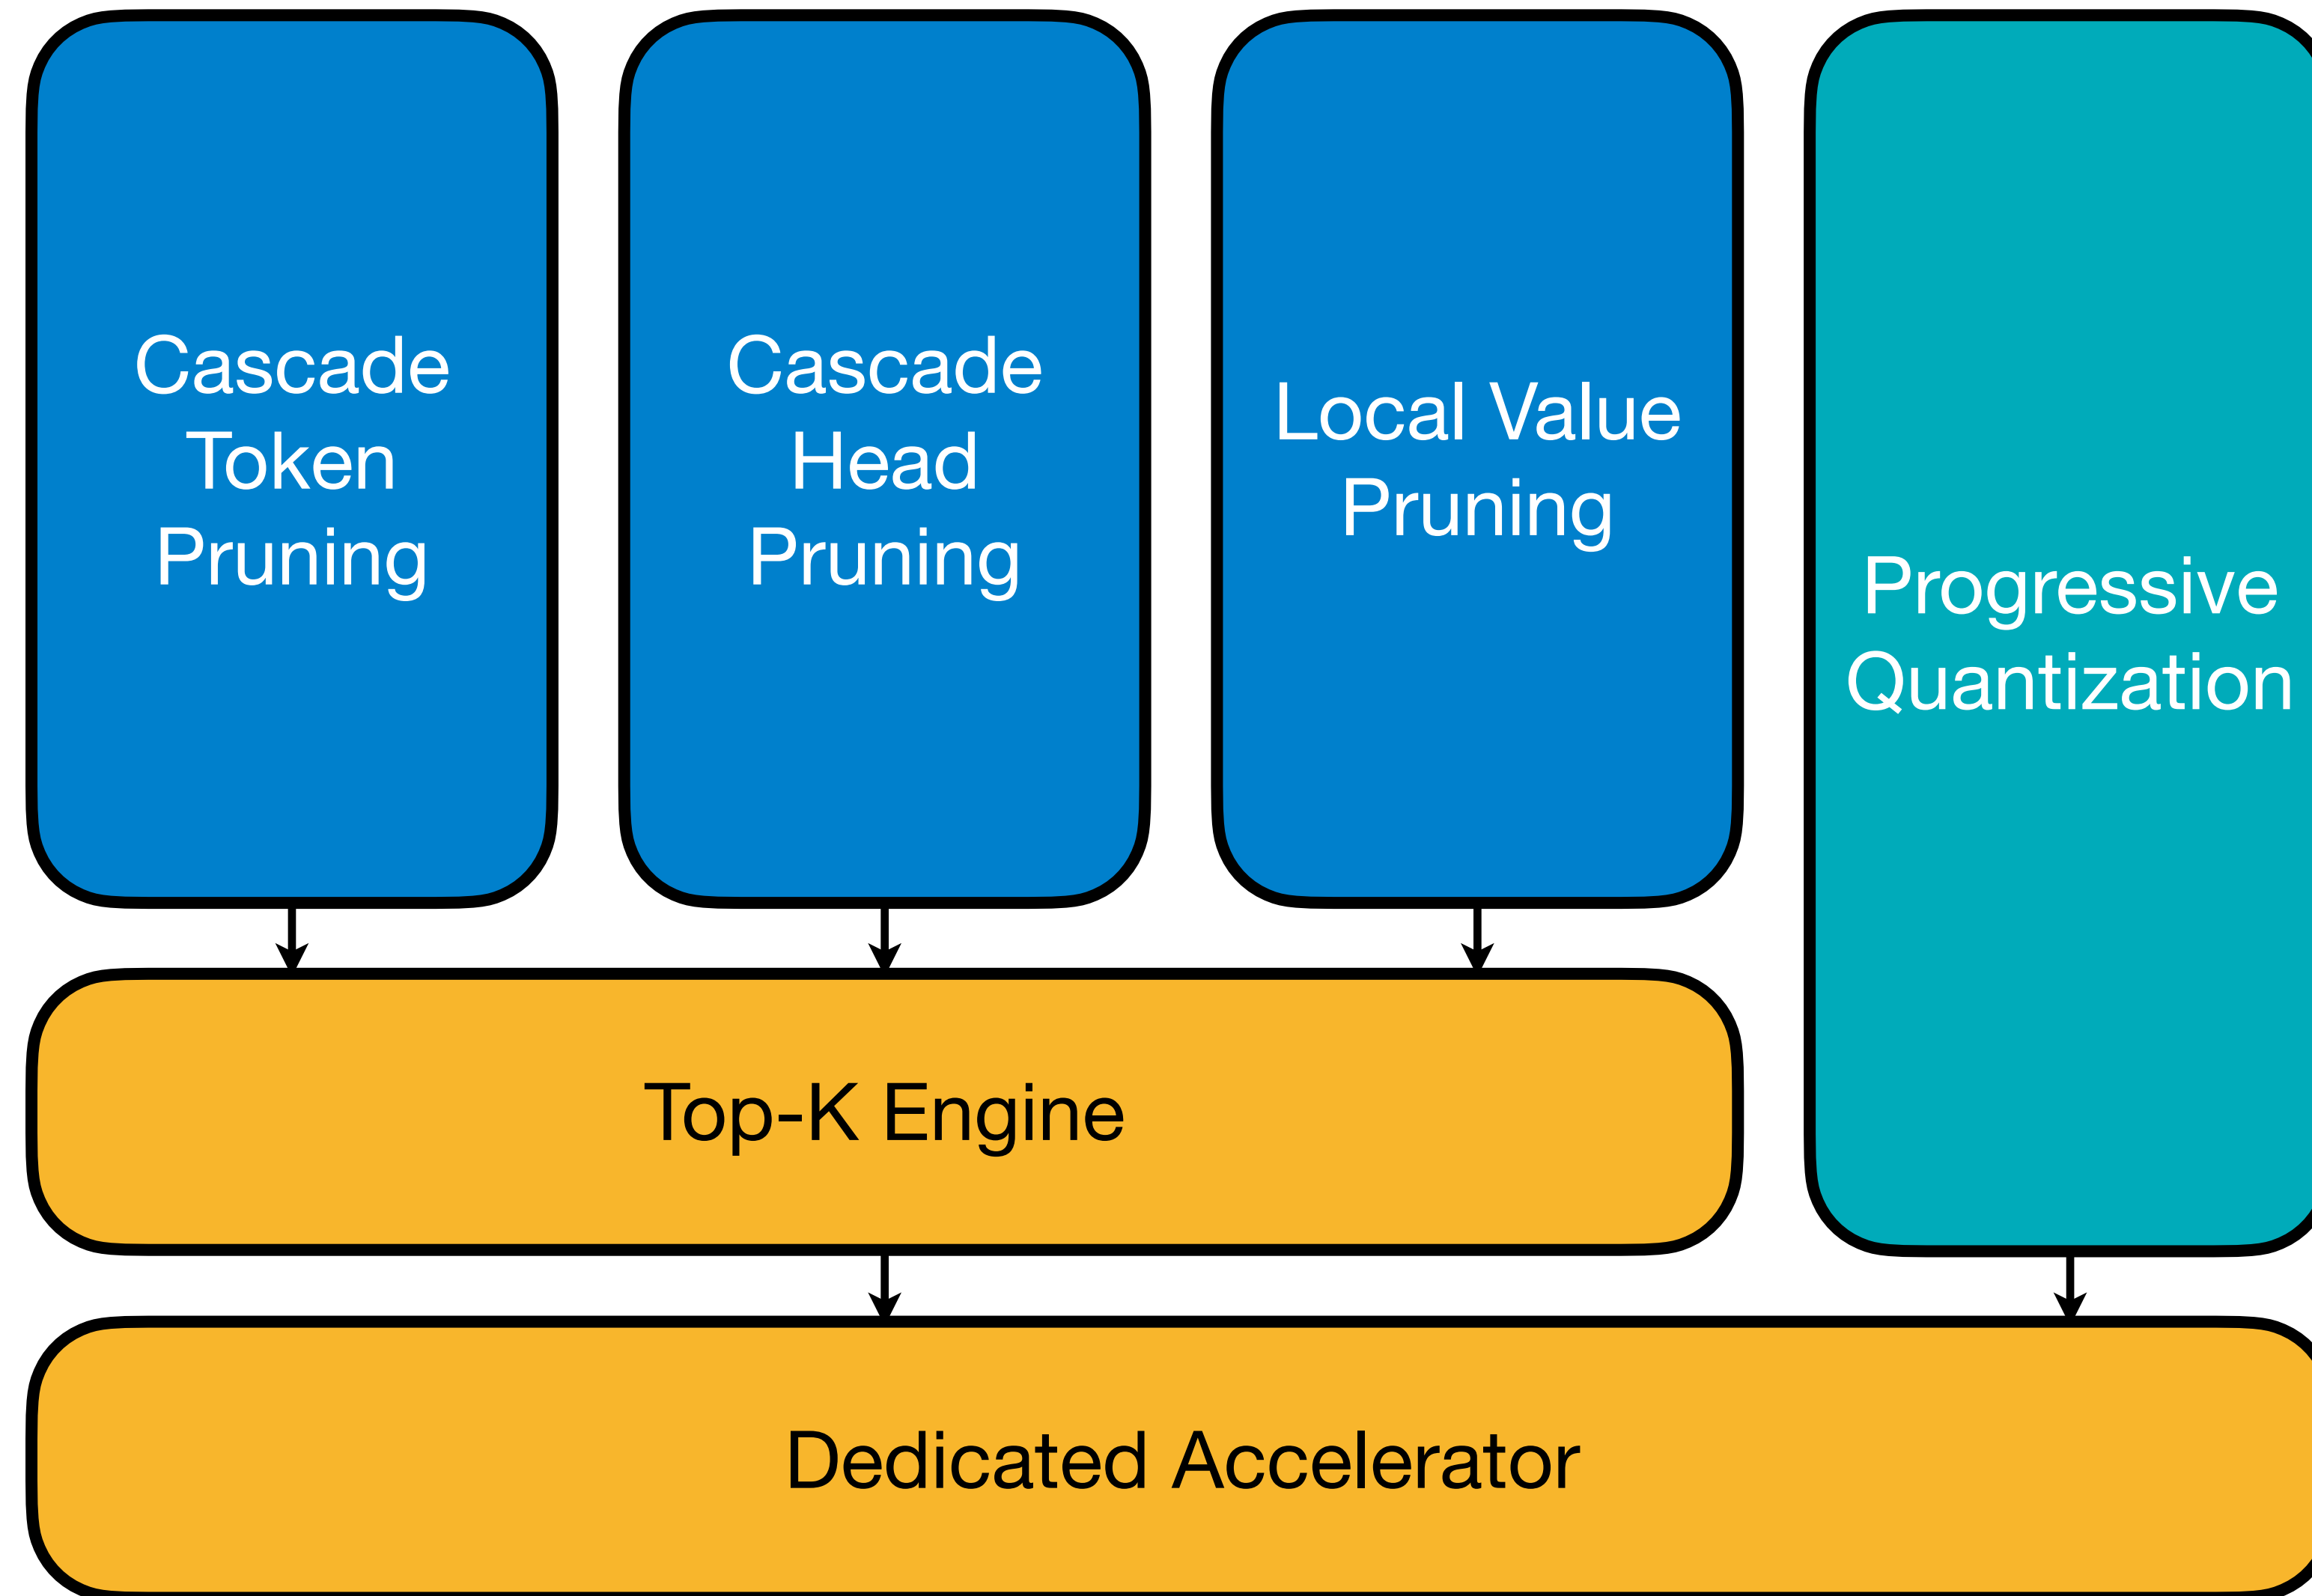 Cascade
Token
Pruning
Cascade
Head
Pruning
Local Value
Pruning
Progressive
Quantization
Top-K Engine
Dedicated Accelerator